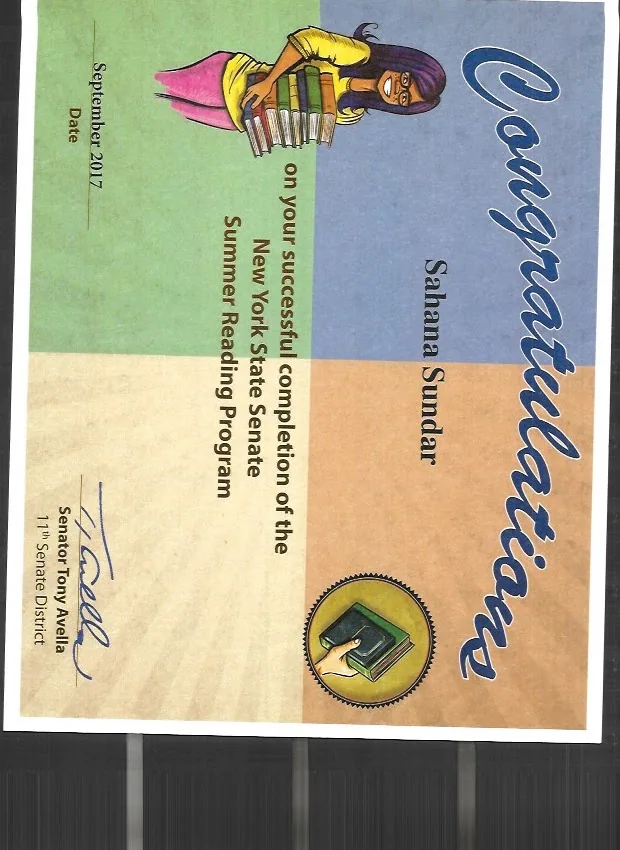 Congratulations
Sahana Sundar
on your successful completion of the
New York State Senate
Summer Reading Program
September 2017
Date
Senator Tony Avella
11th Senate District